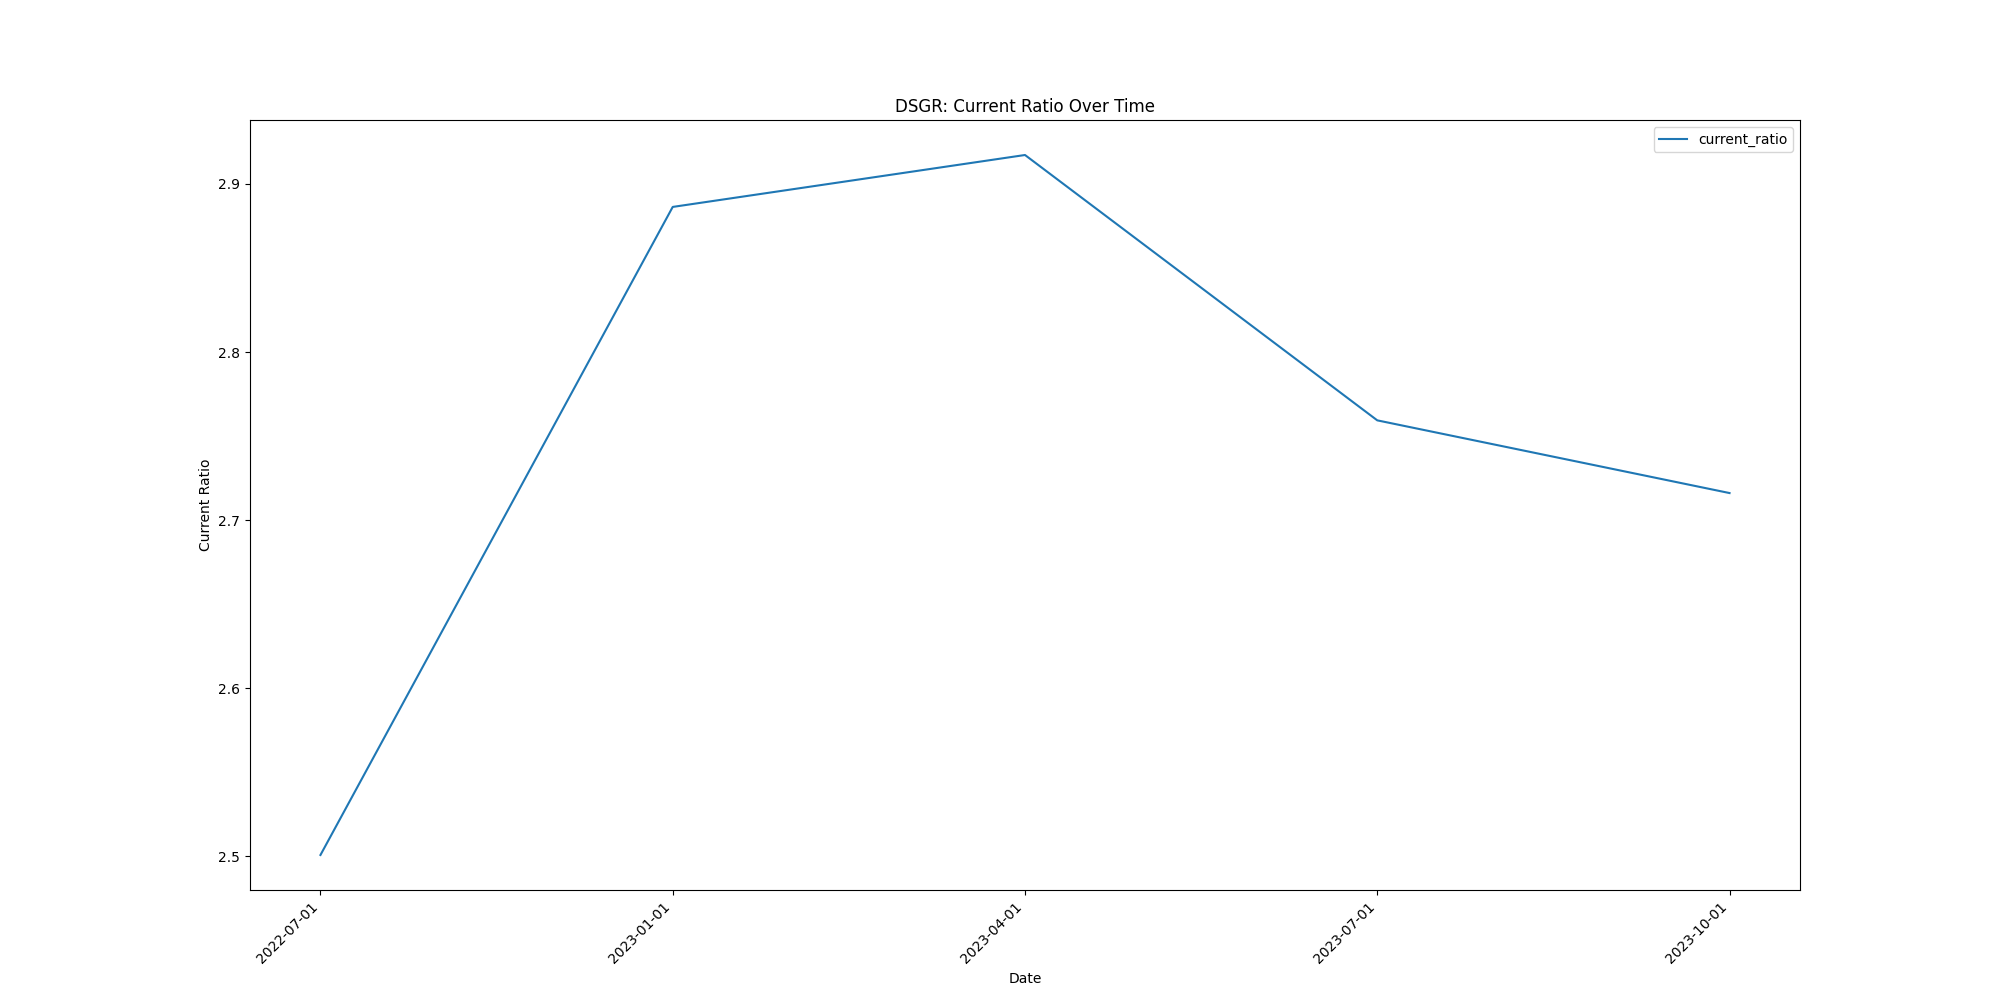 DSGR: Current Ratio Over Time
current_ratio
Current Ratio
2.9
2.8
2.7
2.6
2.5
2022-07-01
2023-01-01
2023-04-01
2023-07-01
2023-10-01
Date